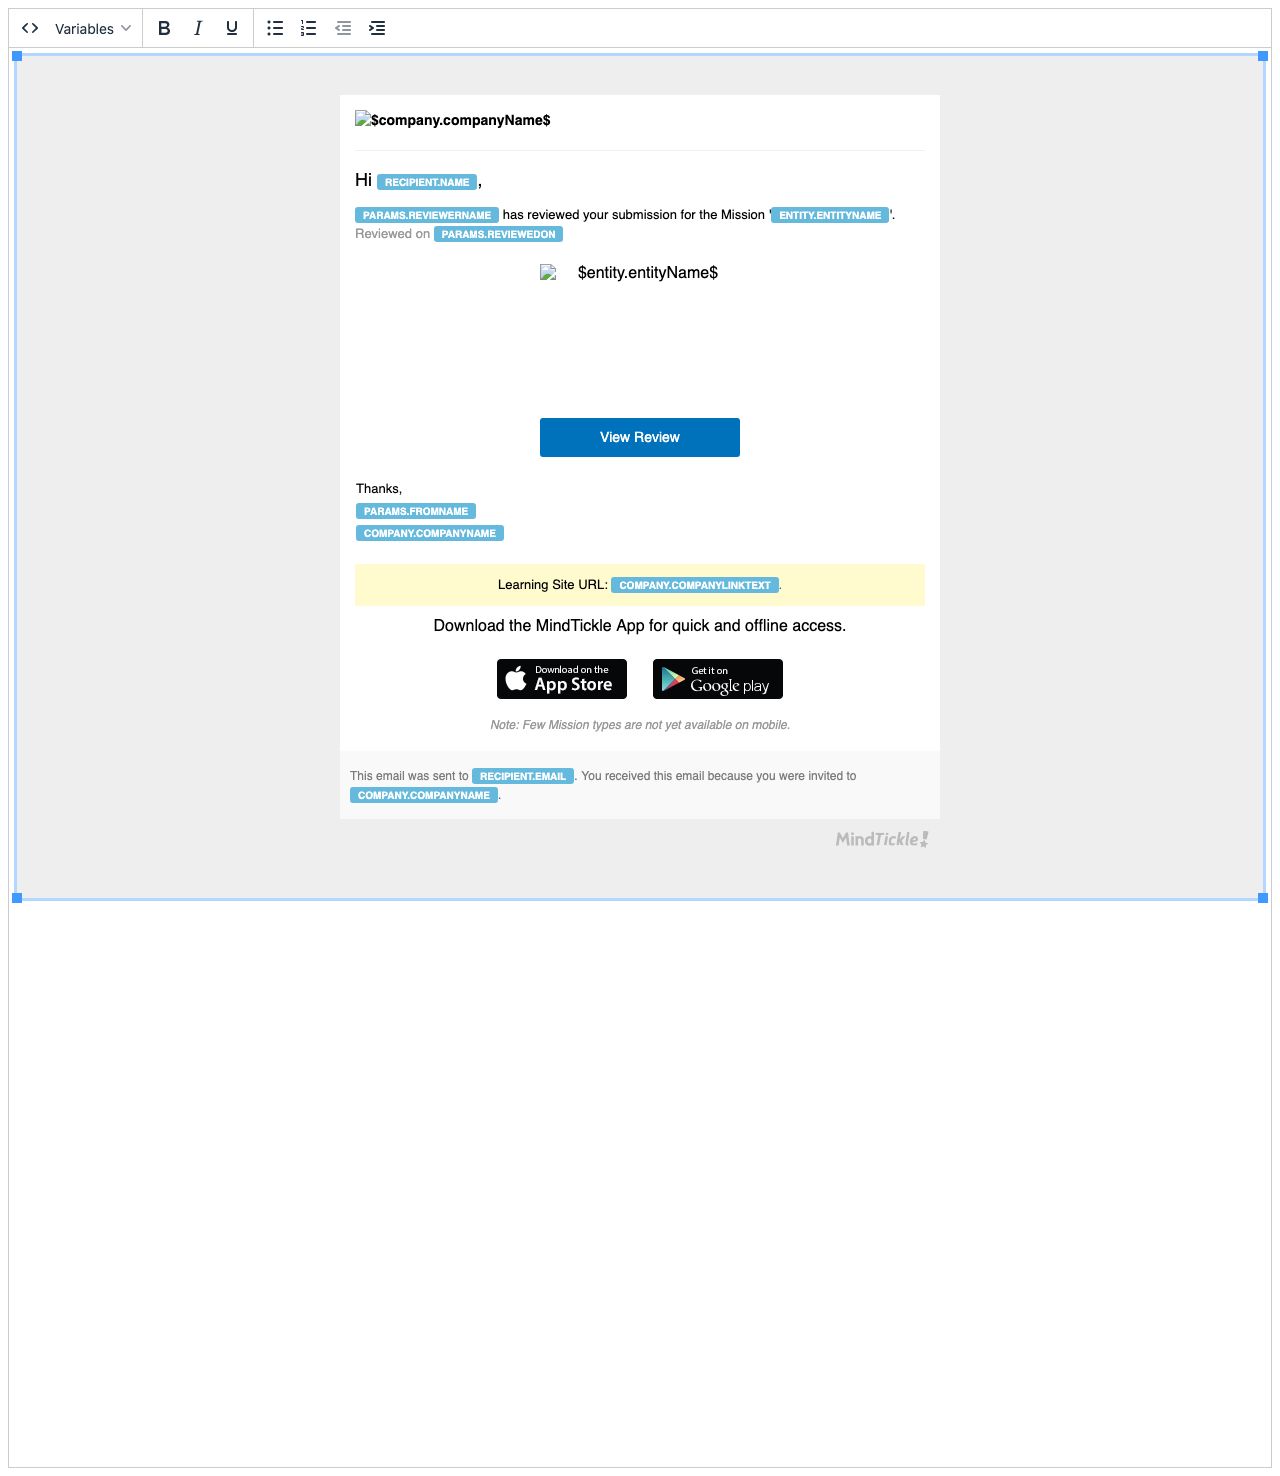 Variables B I U
$company.companyName$
Hi RECIPIENT.NAME,
PARAMS.REVIEWERNAME has reviewed your submission for the Mission 'ENTITY.ENTITYNAME'.
Reviewed on PARAMS.REVIEWEDON
$entity.entityName$
View Review
Thanks,
PARAMS.FROMNAME
COMPANY.COMPANYNAME
Learning Site URL: COMPANY.COMPANYLINKTEXT.
Download the MindTickle App for quick and offline access.
Download on the
App Store
Get it on
Google play
Note: Few Mission types are not yet available on mobile.
This email was sent to RECIPIENT.EMAIL. You received this email because you were invited to
COMPANY.COMPANYNAME.
MindTickle!